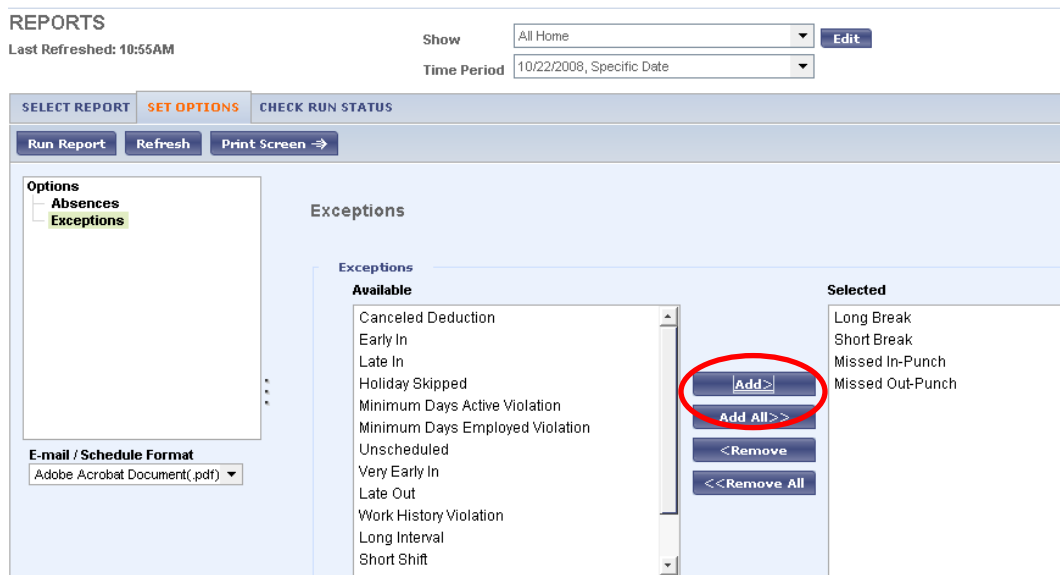 REPORTS
Last Refreshed: 10:55AM
Show All Home Edit
Time Period 10/22/2008, Specific Date
SELECT REPORT SET OPTIONS CHECK RUN STATUS
Run Report Refresh Print Screen
Options
Absences
Exceptions
E-mail / Schedule Format
Adobe Acrobat Document(.pdf)
Exceptions
Exceptions
Available
Canceled Deduction
Early In
Late In
Holiday Skipped
Minimum Days Active Violation
Minimum Days Employed Violation
Unscheduled
Very Early In
Late Out
Work History Violation
Long Interval
Short Shift
Add>
Add All>>
<Remove
<<Remove All
Selected
Long Break
Short Break
Missed In-Punch
Missed Out-Punch